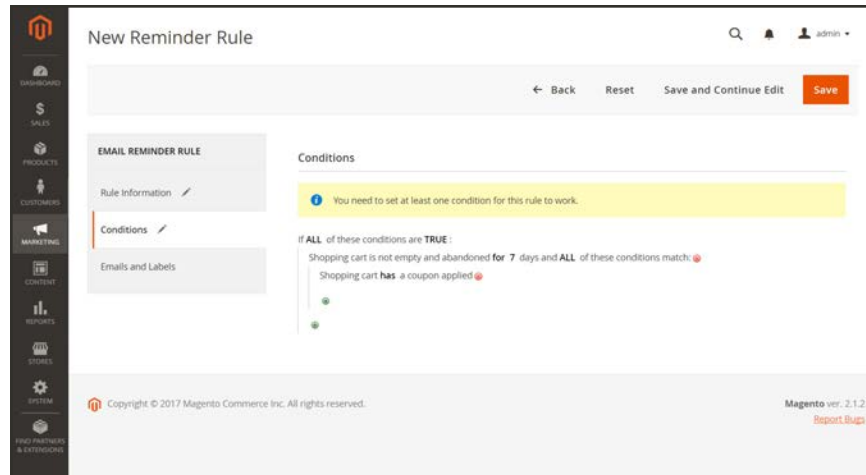 New Reminder Rule
admin
DASHBOARD
SALES
PRODUCTS
CUSTOMERS
MARKETING
CONTENT
REPORTS
STORES
SYSTEM
FIND PARTNERS
& EXTENSIONS
← Back Reset Save and Continue Edit Save
EMAIL REMINDER RULE
Rule Information
Conditions
Emails and Labels
Conditions
You need to set at least one condition for this rule to work.
If ALL of these conditions are TRUE :
Shopping cart is not empty and abandoned for 7 days and ALL of these conditions match:
Shopping cart has a coupon applied
Copyright © 2017 Magento Commerce Inc. All rights reserved.
Magento ver. 2.1.2
Report Bugs